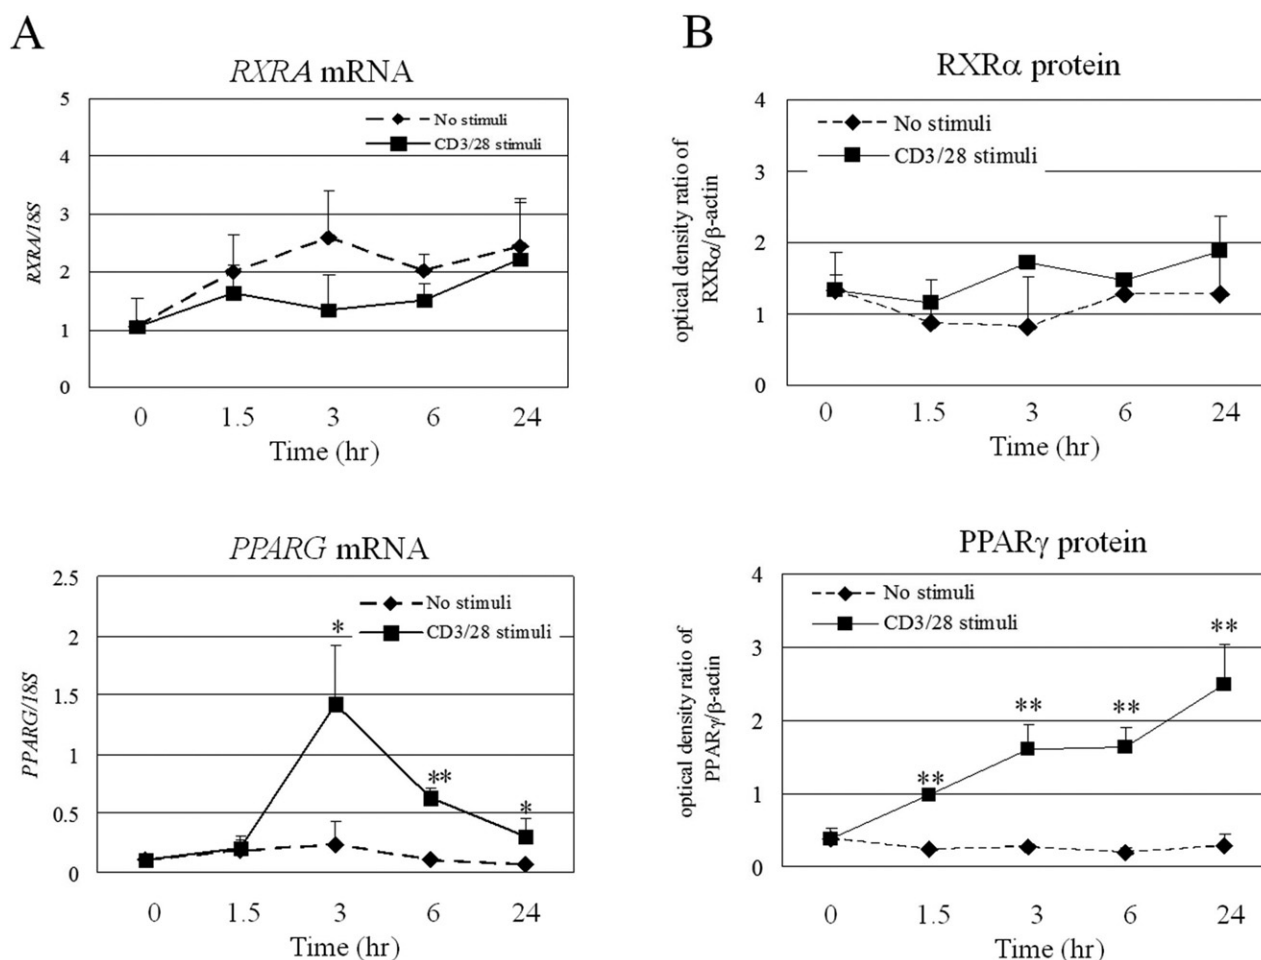 A
RXRA mRNA
5
4
3
2
1
0
RXRA/18S
No stimuli
CD3/28 stimuli
0 1.5 3 6 24
Time (hr)
B
RXRα protein
4
3
2
1
0
optical density ratio of
RXRα/β-actin
No stimuli
CD3/28 stimuli
0 1.5 3 6 24
Time (hr)
PPARG mRNA
2.5
2
1.5
1
0.5
0
PPARG/18S
No stimuli
CD3/28 stimuli
*
**
*
0 1.5 3 6 24
Time (hr)
PPARγ protein
4
3
2
1
0
optical density ratio of
PPARγ/β-actin
No stimuli
CD3/28 stimuli
**
**
**
**
0 1.5 3 6 24
Time (hr)